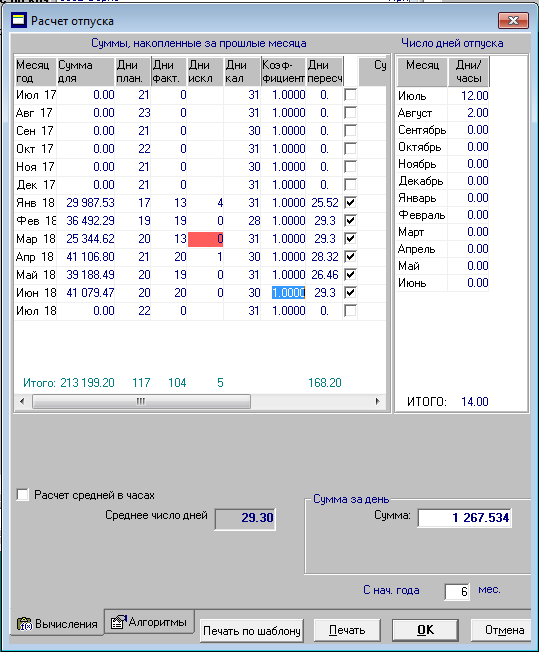 Расчет отпуска
Суммы, накопленные за прошлые месяца
Месяц год Сумма для Дни план. Дни факт. Дни искл Дни кал Коэф-фициент Дни пересч Су
Июл 17 0.00 21 0 31 1.0000 0.
Авг 17 0.00 23 0 31 1.0000 0.
Сен 17 0.00 21 0 30 1.0000 0.
Окт 17 0.00 22 0 31 1.0000 0.
Ноя 17 0.00 21 0 30 1.0000 0.
Дек 17 0.00 21 0 31 1.0000 0.
Янв 18 29 987.53 17 13 4 31 1.0000 25.52
Фев 18 36 492.29 19 19 0 28 1.0000 29.3
Мар 18 25 344.62 20 13 0 31 1.0000 29.3
Апр 18 41 106.80 21 20 1 30 1.0000 28.32
Май 18 39 188.49 20 19 0 31 1.0000 26.46
Июн 18 41 079.47 20 20 0 30 1.0000 29.3
Июл 18 0.00 22 0 31 1.0000 0.
Итого: 213 199.20 117 104 5 168.20
Число дней отпуска
Месяц Дни/часы
Июль 12.00
Август 2.00
Сентябрь 0.00
Октябрь 0.00
Ноябрь 0.00
Декабрь 0.00
Январь 0.00
Февраль 0.00
Март 0.00
Апрель 0.00
Май 0.00
Июнь 0.00
ИТОГО: 14.00
Расчет средней в часах
Среднее число дней 29.30
Сумма за день
Сумма: 1 267.534
С нач. года 6 мес.
Вычисления Алгоритмы
Печать по шаблону Печать OK Отмена